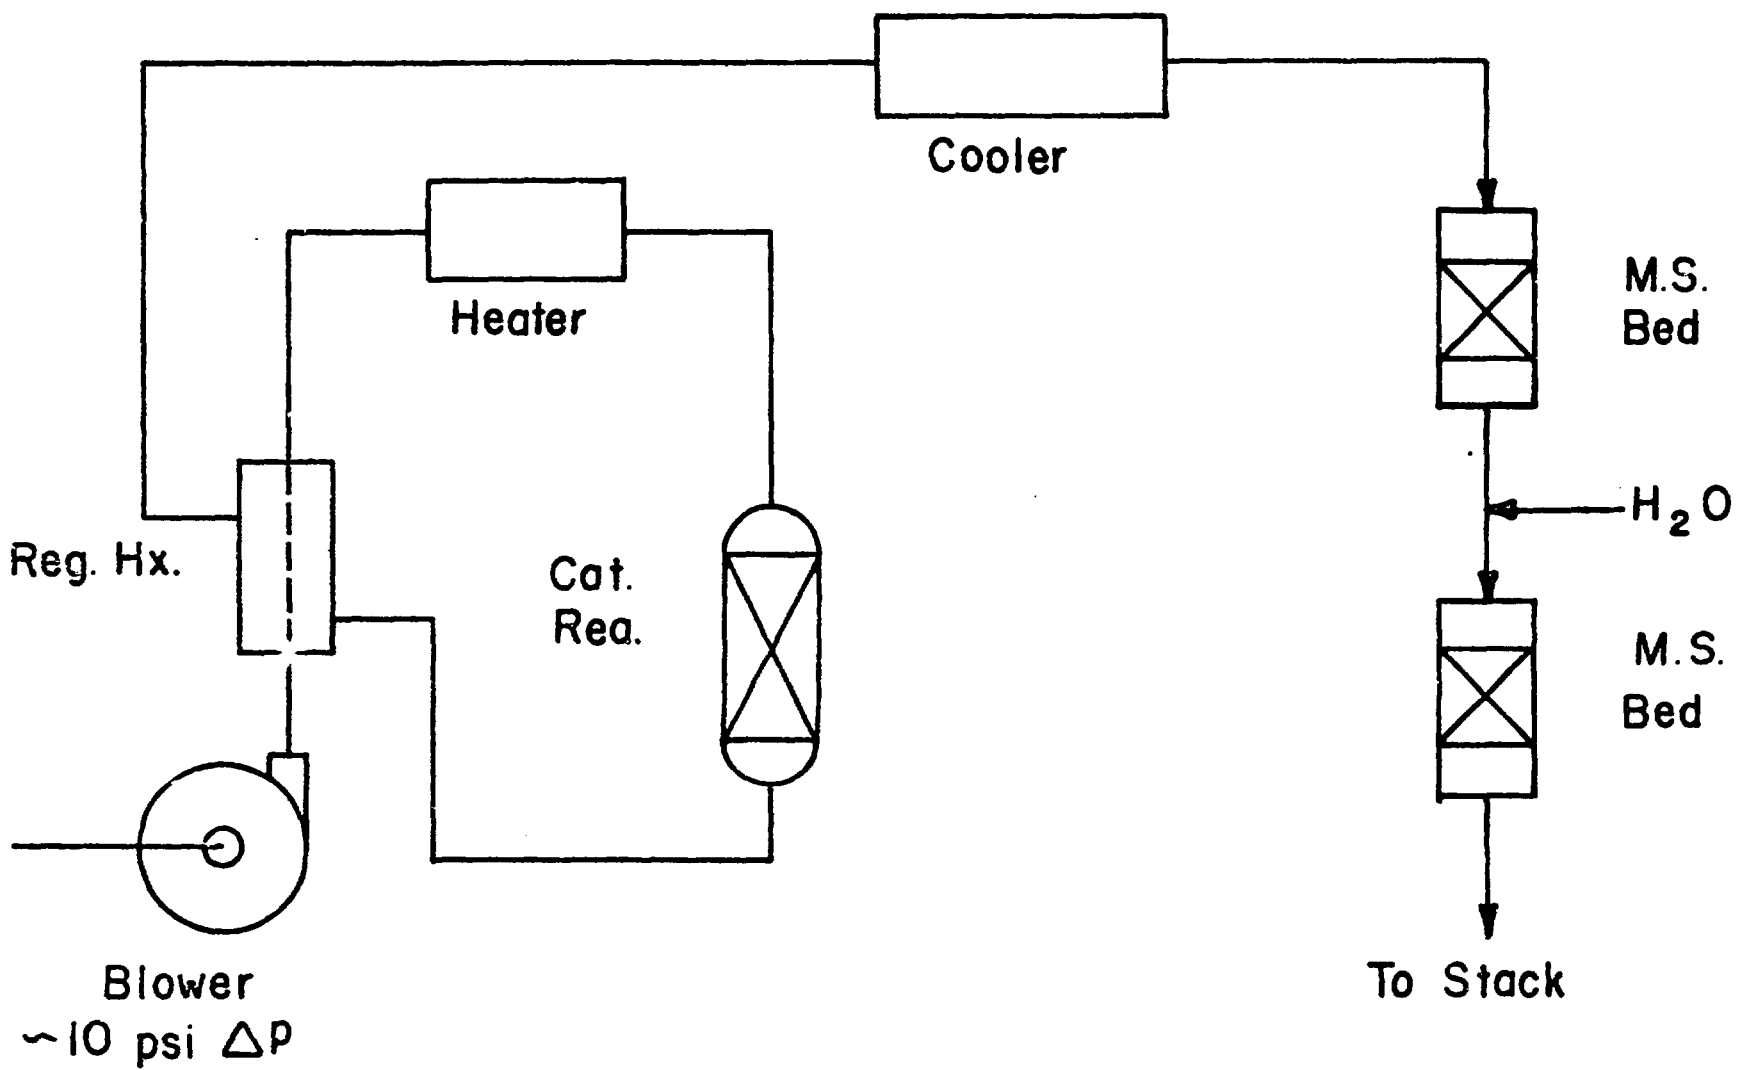 Cooler
Heater
M.S.
Bed
H₂O
Reg. Hx.
Cat.
Rea.
M.S.
Bed
Blower
~10 psi Δp
To Stack